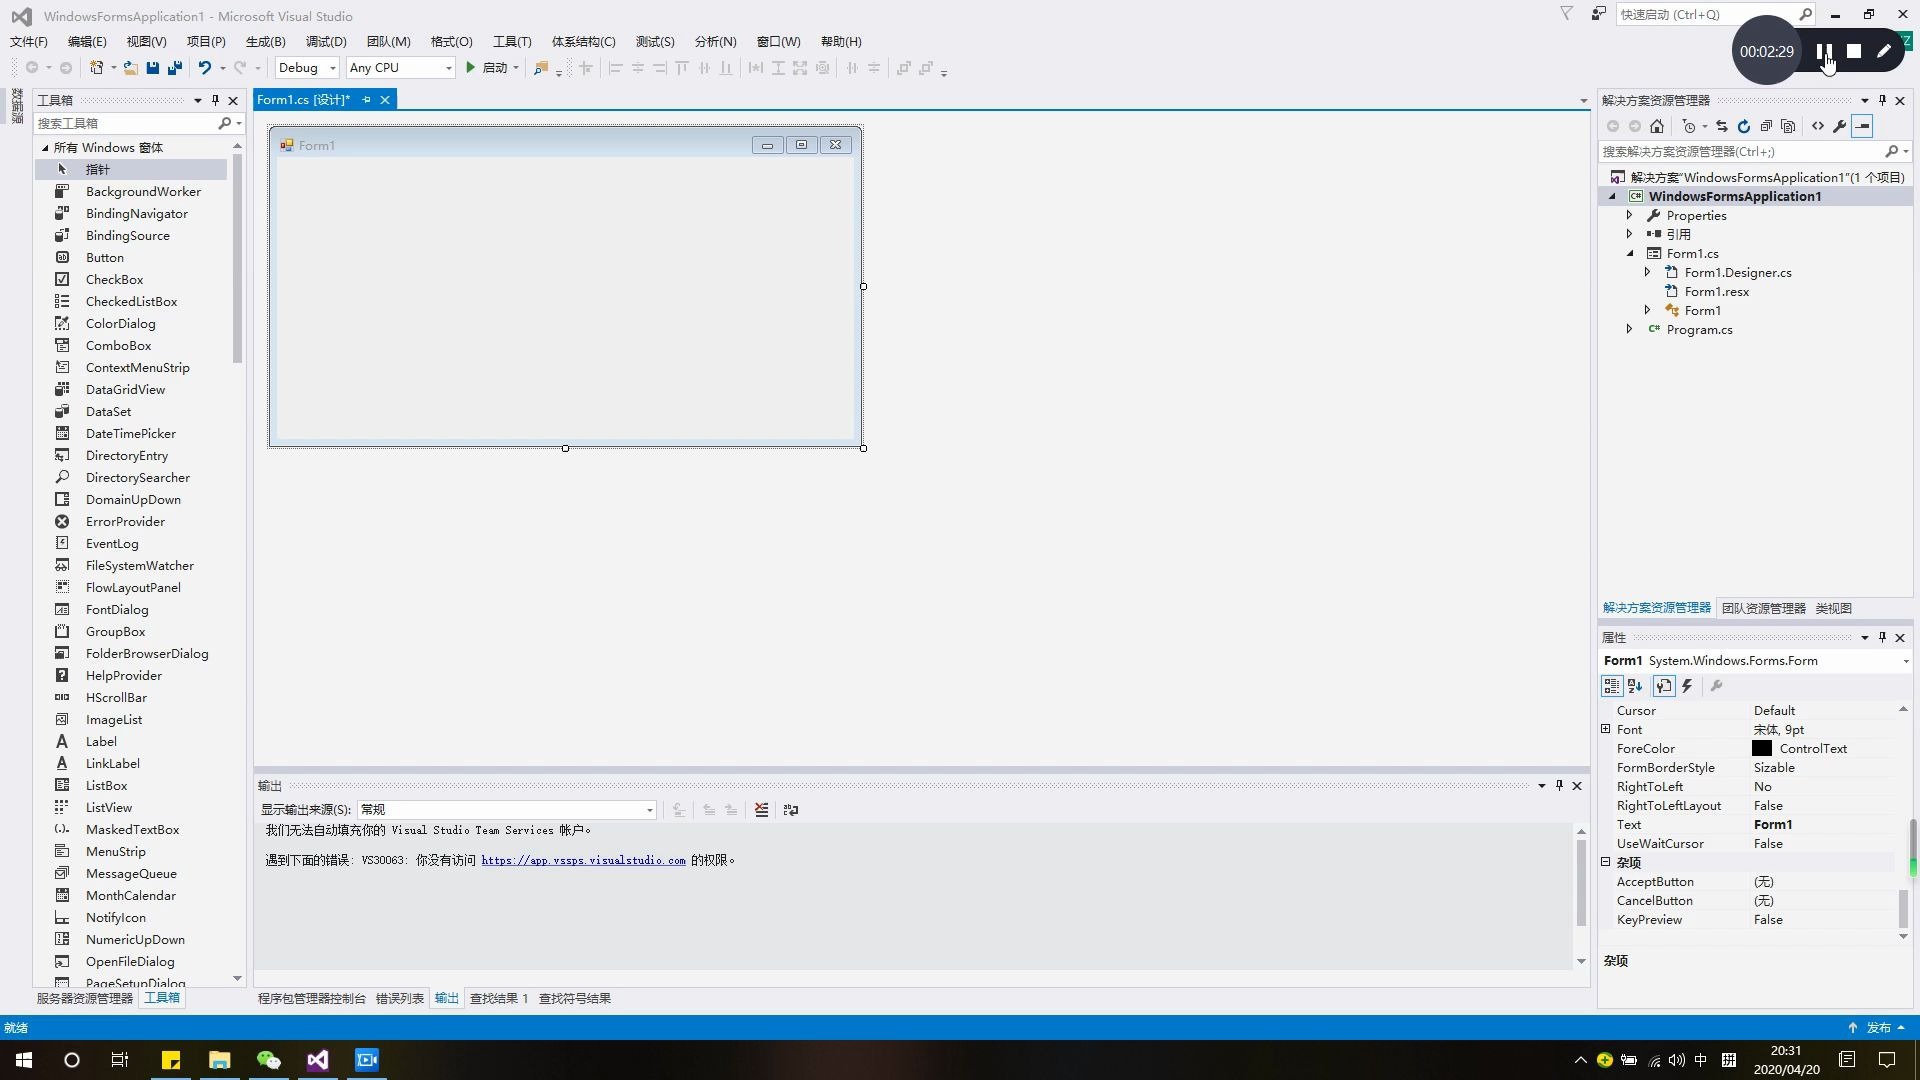 WindowsFormsApplication1 - Microsoft Visual Studio
快速启动 (Ctrl+Q)
文件(F) 编辑(E) 视图(V) 项目(P) 生成(B) 调试(D) 团队(M) 格式(O) 工具(T) 体系结构(C) 测试(S) 分析(N) 窗口(W) 帮助(H)
00:02:29
Debug Any CPU 启动
数据源
工具箱
搜索工具箱
所有 Windows 窗体
指针
BackgroundWorker
BindingNavigator
BindingSource
Button
CheckBox
CheckedListBox
ColorDialog
ComboBox
ContextMenuStrip
DataGridView
DataSet
DateTimePicker
DirectoryEntry
DirectorySearcher
DomainUpDown
ErrorProvider
EventLog
FileSystemWatcher
FlowLayoutPanel
FontDialog
GroupBox
FolderBrowserDialog
HelpProvider
HScrollBar
ImageList
Label
LinkLabel
ListBox
ListView
MaskedTextBox
MenuStrip
MessageQueue
MonthCalendar
NotifyIcon
NumericUpDown
OpenFileDialog
PageSetupDialog
服务器资源管理器 工具箱
Form1.cs [设计]*
Form1
输出
显示输出来源(S): 常规
我们无法自动填充你的 Visual Studio Team Services 帐户。
遇到下面的错误: VS30063: 你没有访问 https://app.vssps.visualstudio.com 的权限。
程序包管理器控制台 错误列表 输出 查找结果 1 查找符号结果
解决方案资源管理器
搜索解决方案资源管理器(Ctrl+;)
解决方案"WindowsFormsApplication1"(1 个项目)
WindowsFormsApplication1
Properties
引用
Form1.cs
Form1.Designer.cs
Form1.resx
Form1
Program.cs
解决方案资源管理器 团队资源管理器 类视图
属性
Form1 System.Windows.Forms.Form
Cursor Default
Font 宋体, 9pt
ForeColor ControlText
FormBorderStyle Sizable
RightToLeft No
RightToLeftLayout False
Text Form1
UseWaitCursor False
杂项
AcceptButton (无)
CancelButton (无)
KeyPreview False
杂项
就绪
发布
中 拼
20:31
2020/04/20